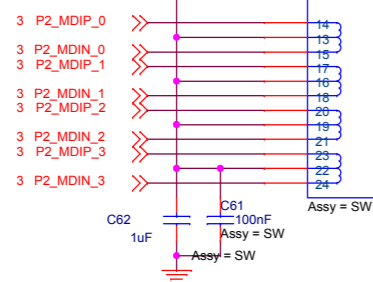 3 P2_MDIP_0
14
13
3 P2_MDIN_0
15
3 P2_MDIP_1
17
16
3 P2_MDIN_1
18
3 P2_MDIP_2
20
19
3 P2_MDIN_2
21
3 P2_MDIP_3
23
22
3 P2_MDIN_3
24
C61
Assy = SW
C62
100nF
1uF
Assy = SW
Assy = SW